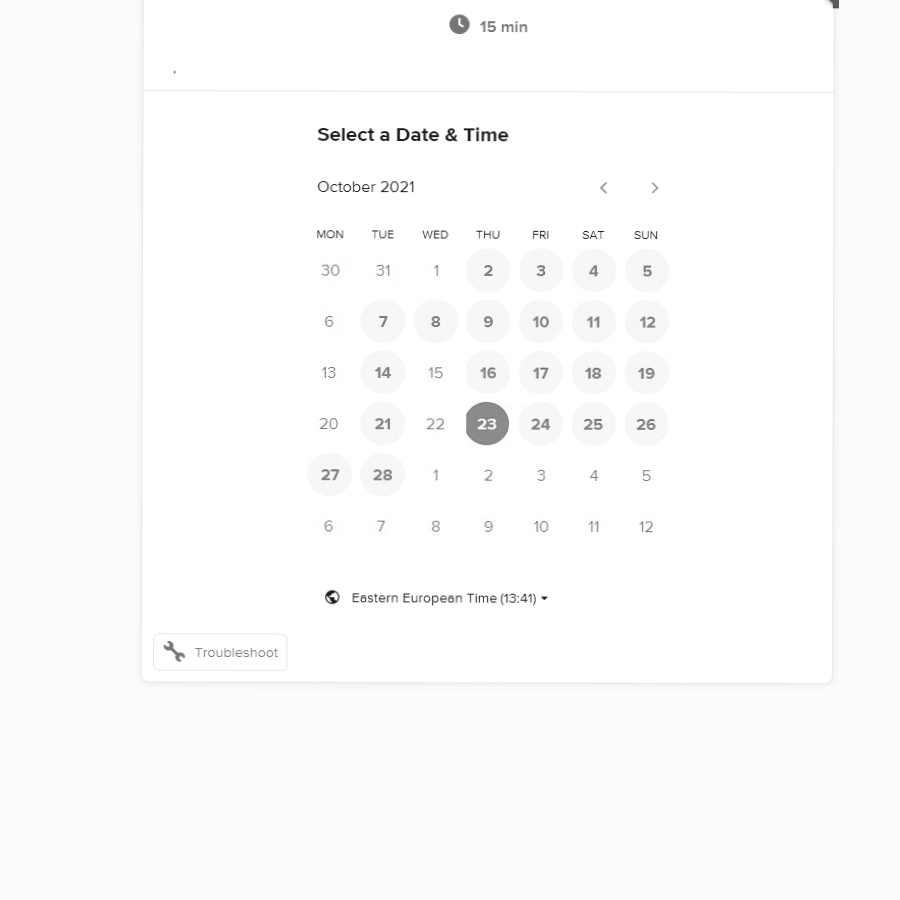 15 min
.
Select a Date & Time
October 2021
MON TUE WED THU FRI SAT SUN
30 31 1 2 3 4 5
6 7 8 9 10 11 12
13 14 15 16 17 18 19
20 21 22 23 24 25 26
27 28 1 2 3 4 5
6 7 8 9 10 11 12
Eastern European Time (13:41)
Troubleshoot